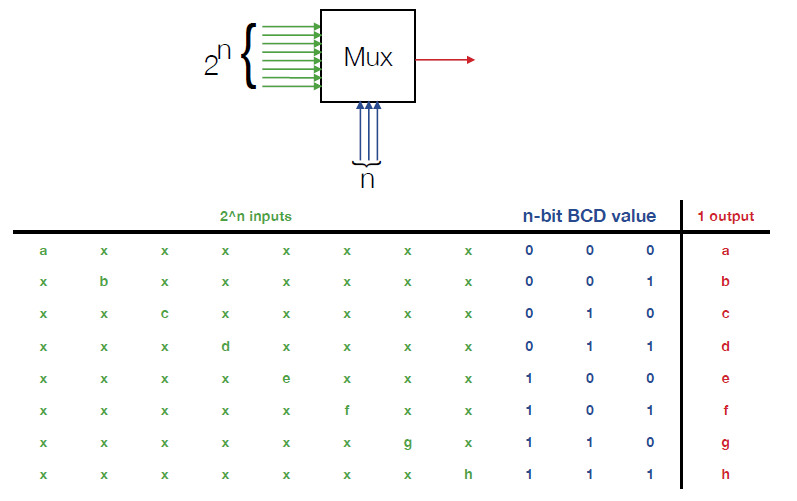 2n
Mux
n
2^n inputs n-bit BCD value 1 output
a x x x x x x x 0 0 0 a
x b x x x x x x 0 0 1 b
x x c x x x x x 0 1 0 c
x x x d x x x x 0 1 1 d
x x x x e x x x 1 0 0 e
x x x x x f x x 1 0 1 f
x x x x x x g x 1 1 0 g
x x x x x x x h 1 1 1 h